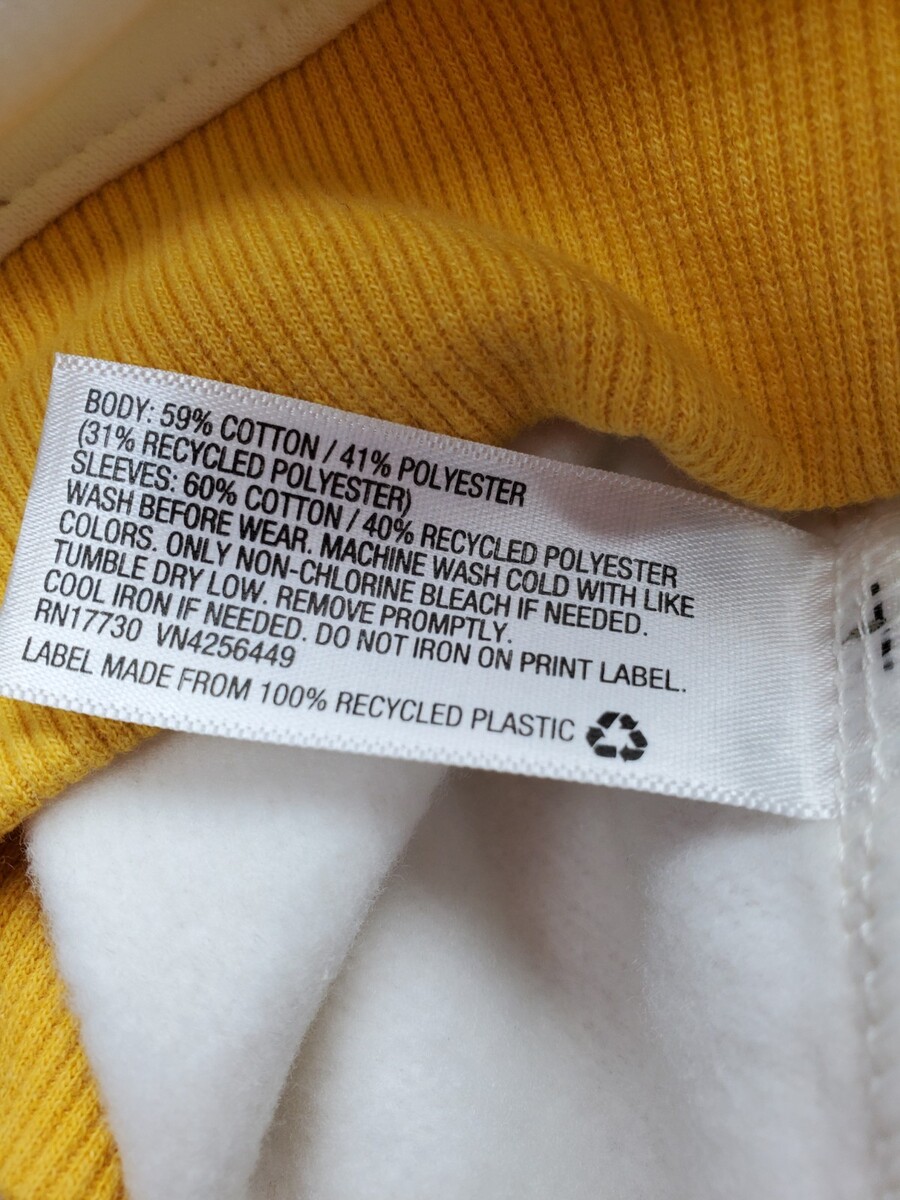 BODY: 59% COTTON / 41% POLYESTER
(31% RECYCLED POLYESTER)
SLEEVES: 60% COTTON / 40% RECYCLED POLYESTER
WASH BEFORE WEAR. MACHINE WASH COLD WITH LIKE
COLORS. ONLY NON-CHLORINE BLEACH IF NEEDED.
TUMBLE DRY LOW. REMOVE PROMPTLY.
COOL IRON IF NEEDED. DO NOT IRON ON PRINT LABEL.
RN17730 VN4256449
LABEL MADE FROM 100% RECYCLED PLASTIC